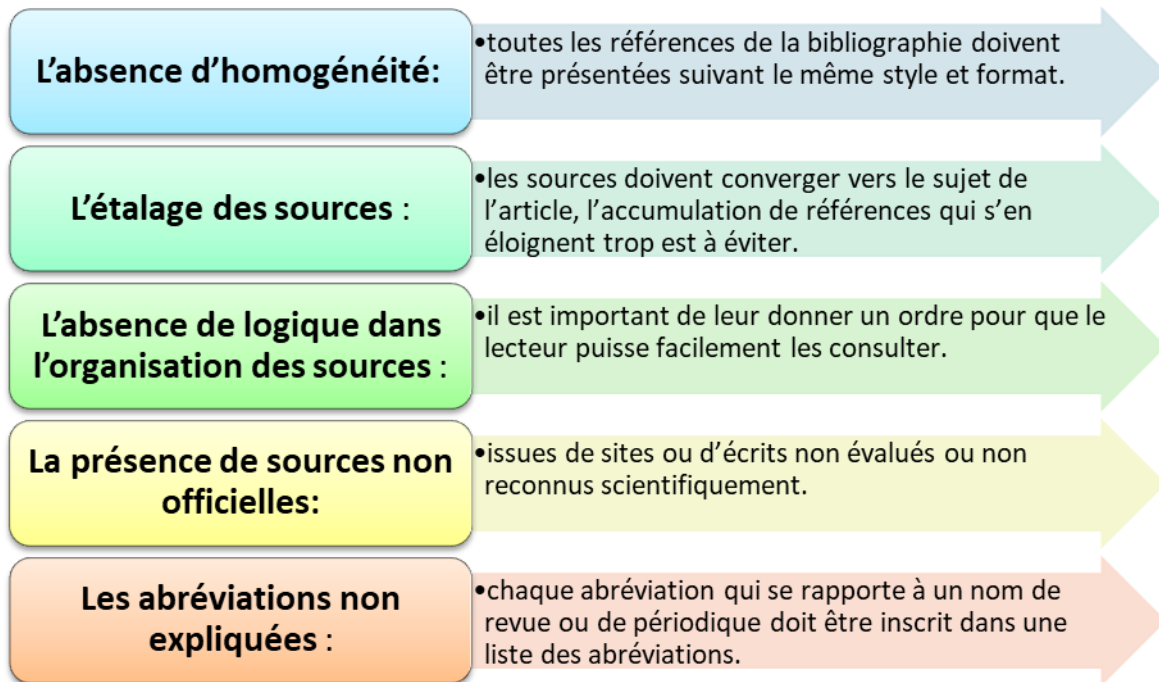 L'absence d'homogénéité:
•toutes les références de la bibliographie doivent
être présentées suivant le même style et format.
L'étalage des sources :
•les sources doivent converger vers le sujet de
l'article, l'accumulation de références qui s'en
éloignent trop est à éviter.
L'absence de logique dans
l'organisation des sources :
•il est important de leur donner un ordre pour que le
lecteur puisse facilement les consulter.
La présence de sources non
officielles:
•issues de sites ou d'écrits non évalués ou non
reconnus scientifiquement.
Les abréviations non
expliquées :
•chaque abréviation qui se rapporte à un nom de
revue ou de périodique doit être inscrit dans une
liste des abréviations.